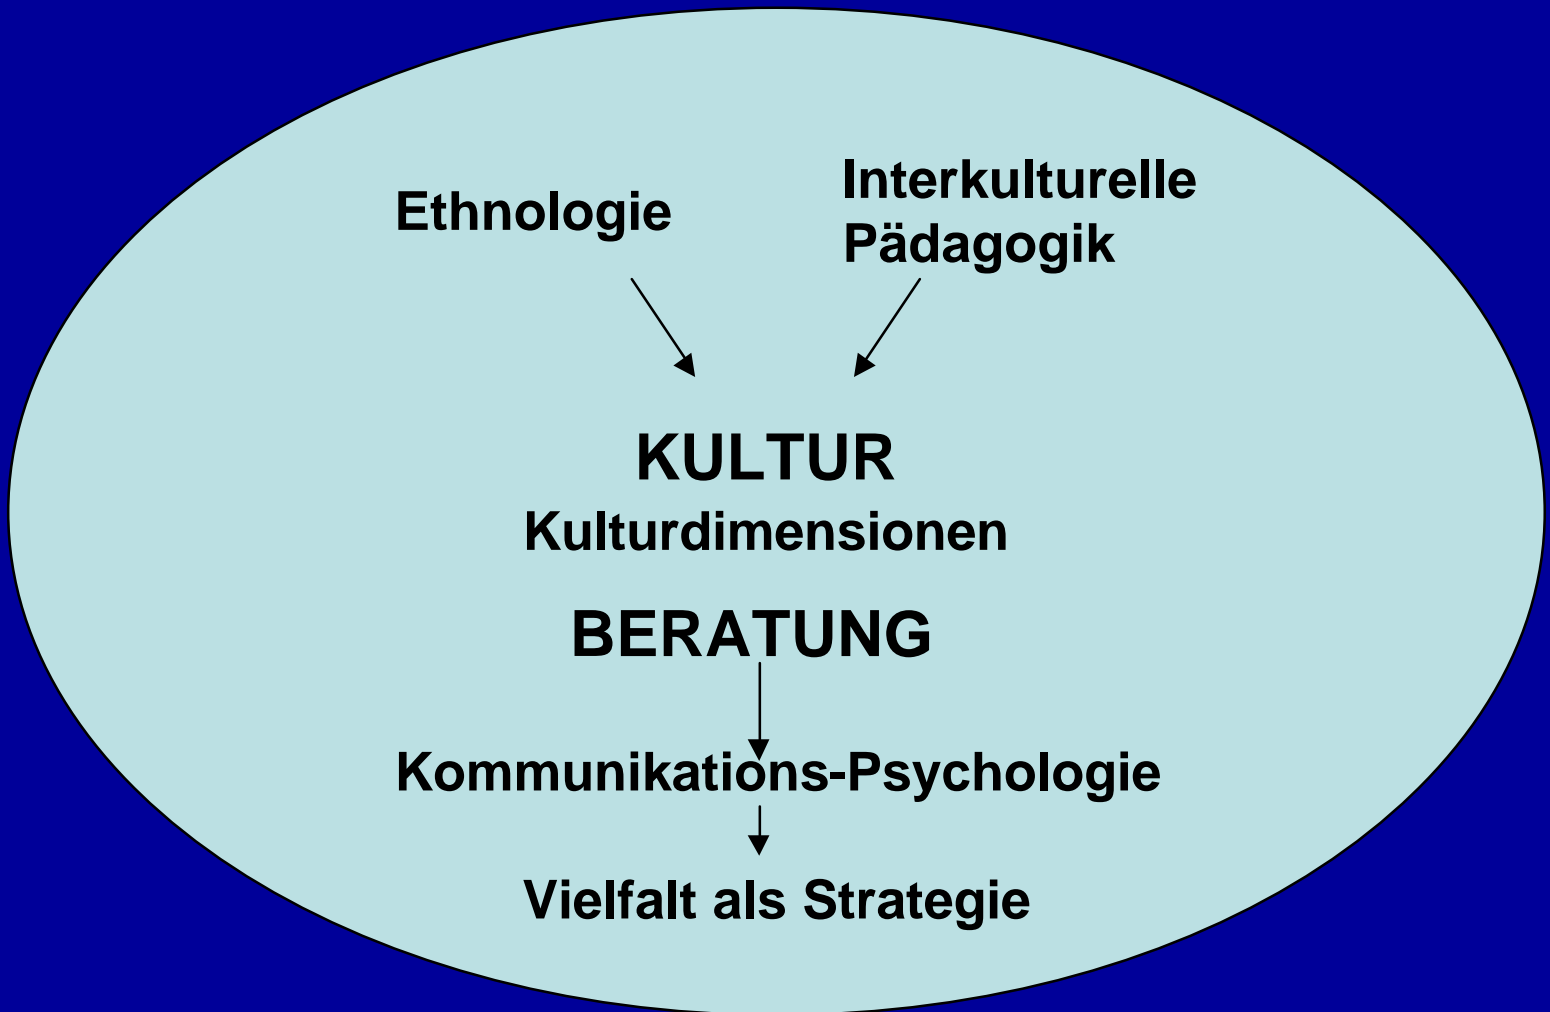 Ethnologie
Interkulturelle
Pädagogik
KULTUR
Kulturdimensionen
BERATUNG
Kommunikations-Psychologie
Vielfalt als Strategie